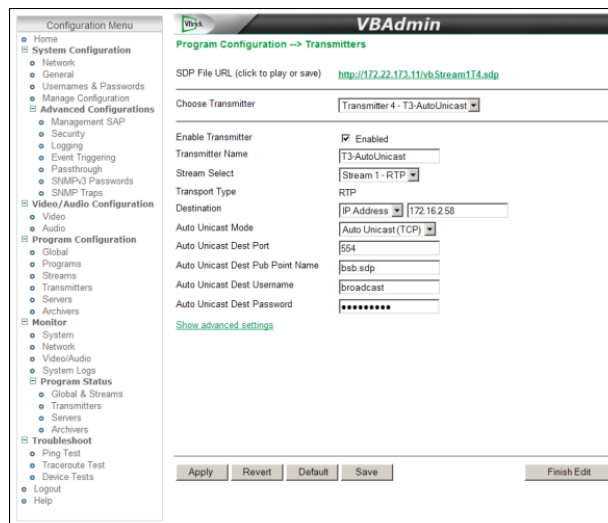 Configuration Menu
Home
System Configuration
Network
General
Usernames & Passwords
Manage Configuration
Advanced Configurations
Management SAP
Security
Logging
Event Triggering
Passthrough
SNMPv3 Passwords
SNMP Traps
Video/Audio Configuration
Video
Audio
Program Configuration
Global
Programs
Streams
Transmitters
Servers
Archivers
Monitor
System
Network
Video/Audio
System Logs
Program Status
Global & Streams
Transmitters
Servers
Archivers
Troubleshoot
Ping Test
Traceroute Test
Device Tests
Logout
Help
VBrick VBAdmin
Program Configuration --> Transmitters
SDP File URL (click to play or save) http://172.22.173.11/vbStream1T4.sdp
Choose Transmitter Transmitter 4 - T3-AutoUnicast
Enable Transmitter Enabled
Transmitter Name T3-AutoUnicast
Stream Select Stream 1 - RTP
Transport Type RTP
Destination IP Address 172.16.2.58
Auto Unicast Mode Auto Unicast (TCP)
Auto Unicast Dest Port 554
Auto Unicast Dest Pub Point Name bsb.sdp
Auto Unicast Dest Username broadcast
Auto Unicast Dest Password •••••••••
Show advanced settings
Apply Revert Default Save Finish Edit